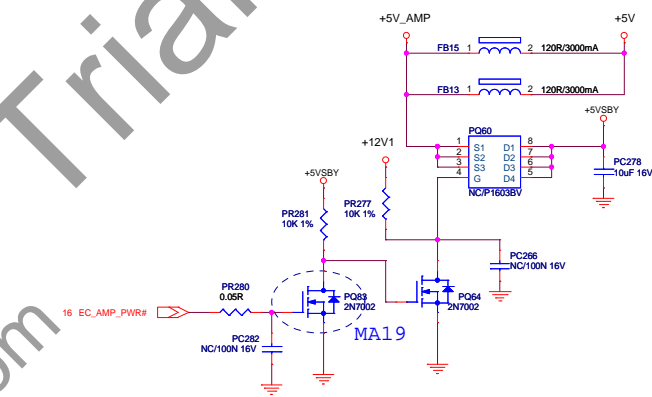 +5V_AMP
+5V
FB15 1 2 120R/3000mA
FB13 1 2 120R/3000mA
+5VSBY
PQ60
+12V1
1 S1 D1 8
2 S2 D2 7
3 S3 D3 6
4 G D4 5
NC/P1603BV
PC278
10uF 16V
+5VSBY
PR281
10K 1%
PR277
10K 1%
PC266
NC/100N 16V
PR280
0.05R
PQ83
2N7002
PQ64
2N7002
16 EC_AMP_PWR#
MA19
PC282
NC/100N 16V
Trial
om